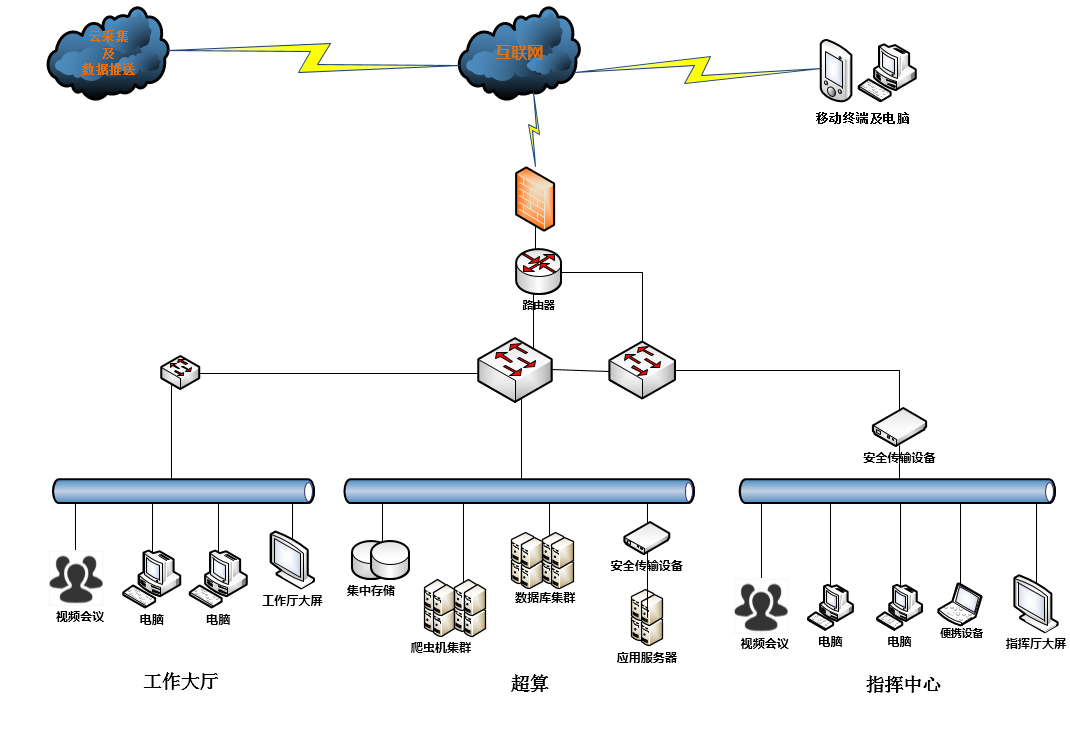 云采集
及
数据推送
互联网
移动终端及电脑
路由器
安全传输设备
视频会议
电脑
电脑
工作厅大屏
集中存储
爬虫机集群
数据库集群
安全传输设备
应用服务器
视频会议
电脑
电脑
便携设备
指挥厅大屏
工作大厅
超算
指挥中心